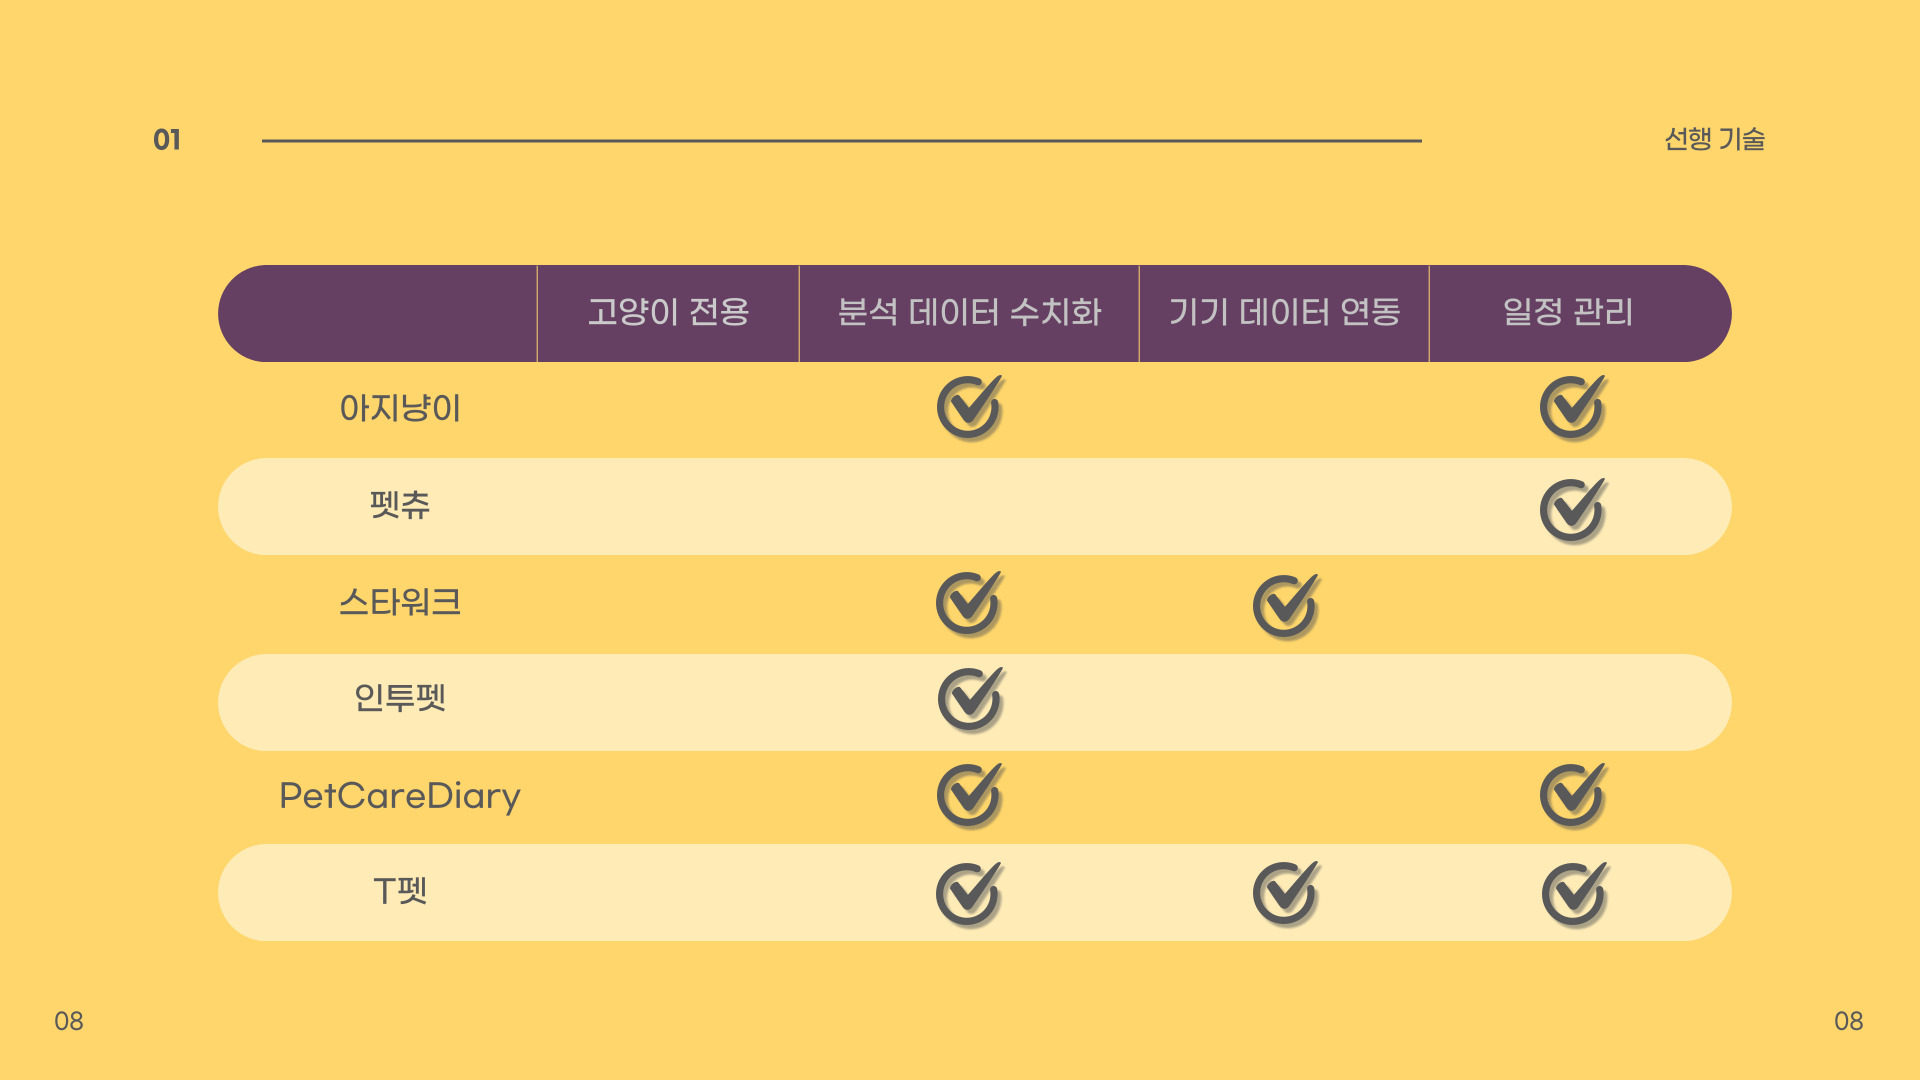 01
선행 기술
고양이 전용 분석 데이터 수치화 기기 데이터 연동 일정 관리
아지냥이
펫츄
스타워크
인투펫
PetCareDiary
T펫
08
08